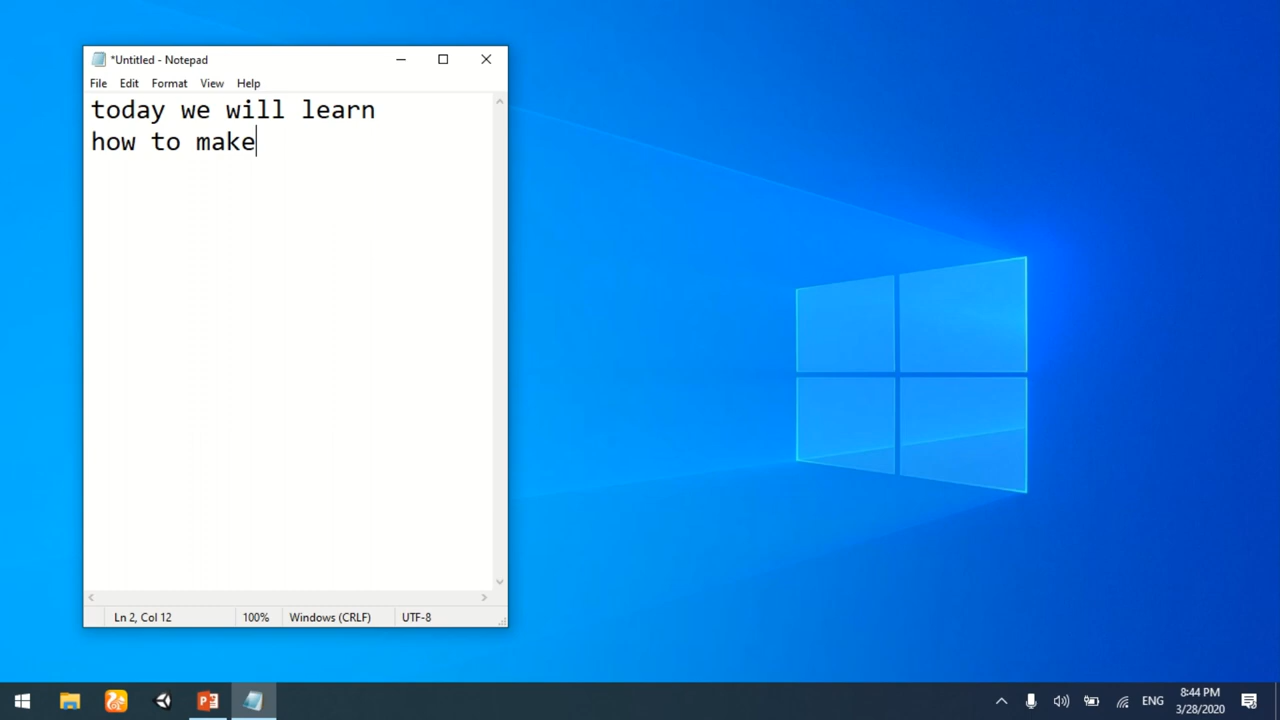 *Untitled - Notepad
File Edit Format View Help
today we will learn
how to make
Ln 2, Col 12 100% Windows (CRLF) UTF-8
ENG
8:44 PM
3/28/2020